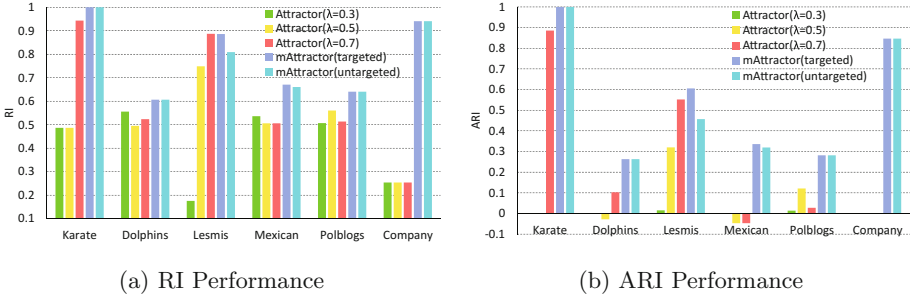 1
0.9
0.8
0.7
0.6
0.5
0.4
0.3
0.2
0.1
RI
Attractor(λ=0.3)
Attractor(λ=0.5)
Attractor(λ=0.7)
mAttractor(targeted)
mAttractor(untargeted)
Karate Dolphins Lesmis Mexican Polblogs Company
(a) RI Performance
1
0.9
0.8
0.7
0.6
0.5
0.4
0.3
0.2
0.1
0
-0.1
ARI
Attractor(λ=0.3)
Attractor(λ=0.5)
Attractor(λ=0.7)
mAttractor(targeted)
mAttractor(untargeted)
Karate Dolphins Lesmis Mexican Polblogs Company
(b) ARI Performance